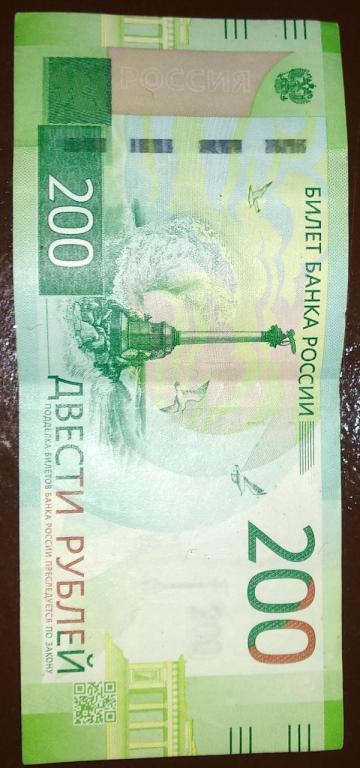 РОССИЯ
БИЛЕТ БАНКА РОССИИ
200
200
ДВЕСТИ РУБЛЕЙ
ПОДДЕЛКА БИЛЕТОВ БАНКА РОССИИ ПРЕСЛЕДУЕТСЯ ПО ЗАКОНУ